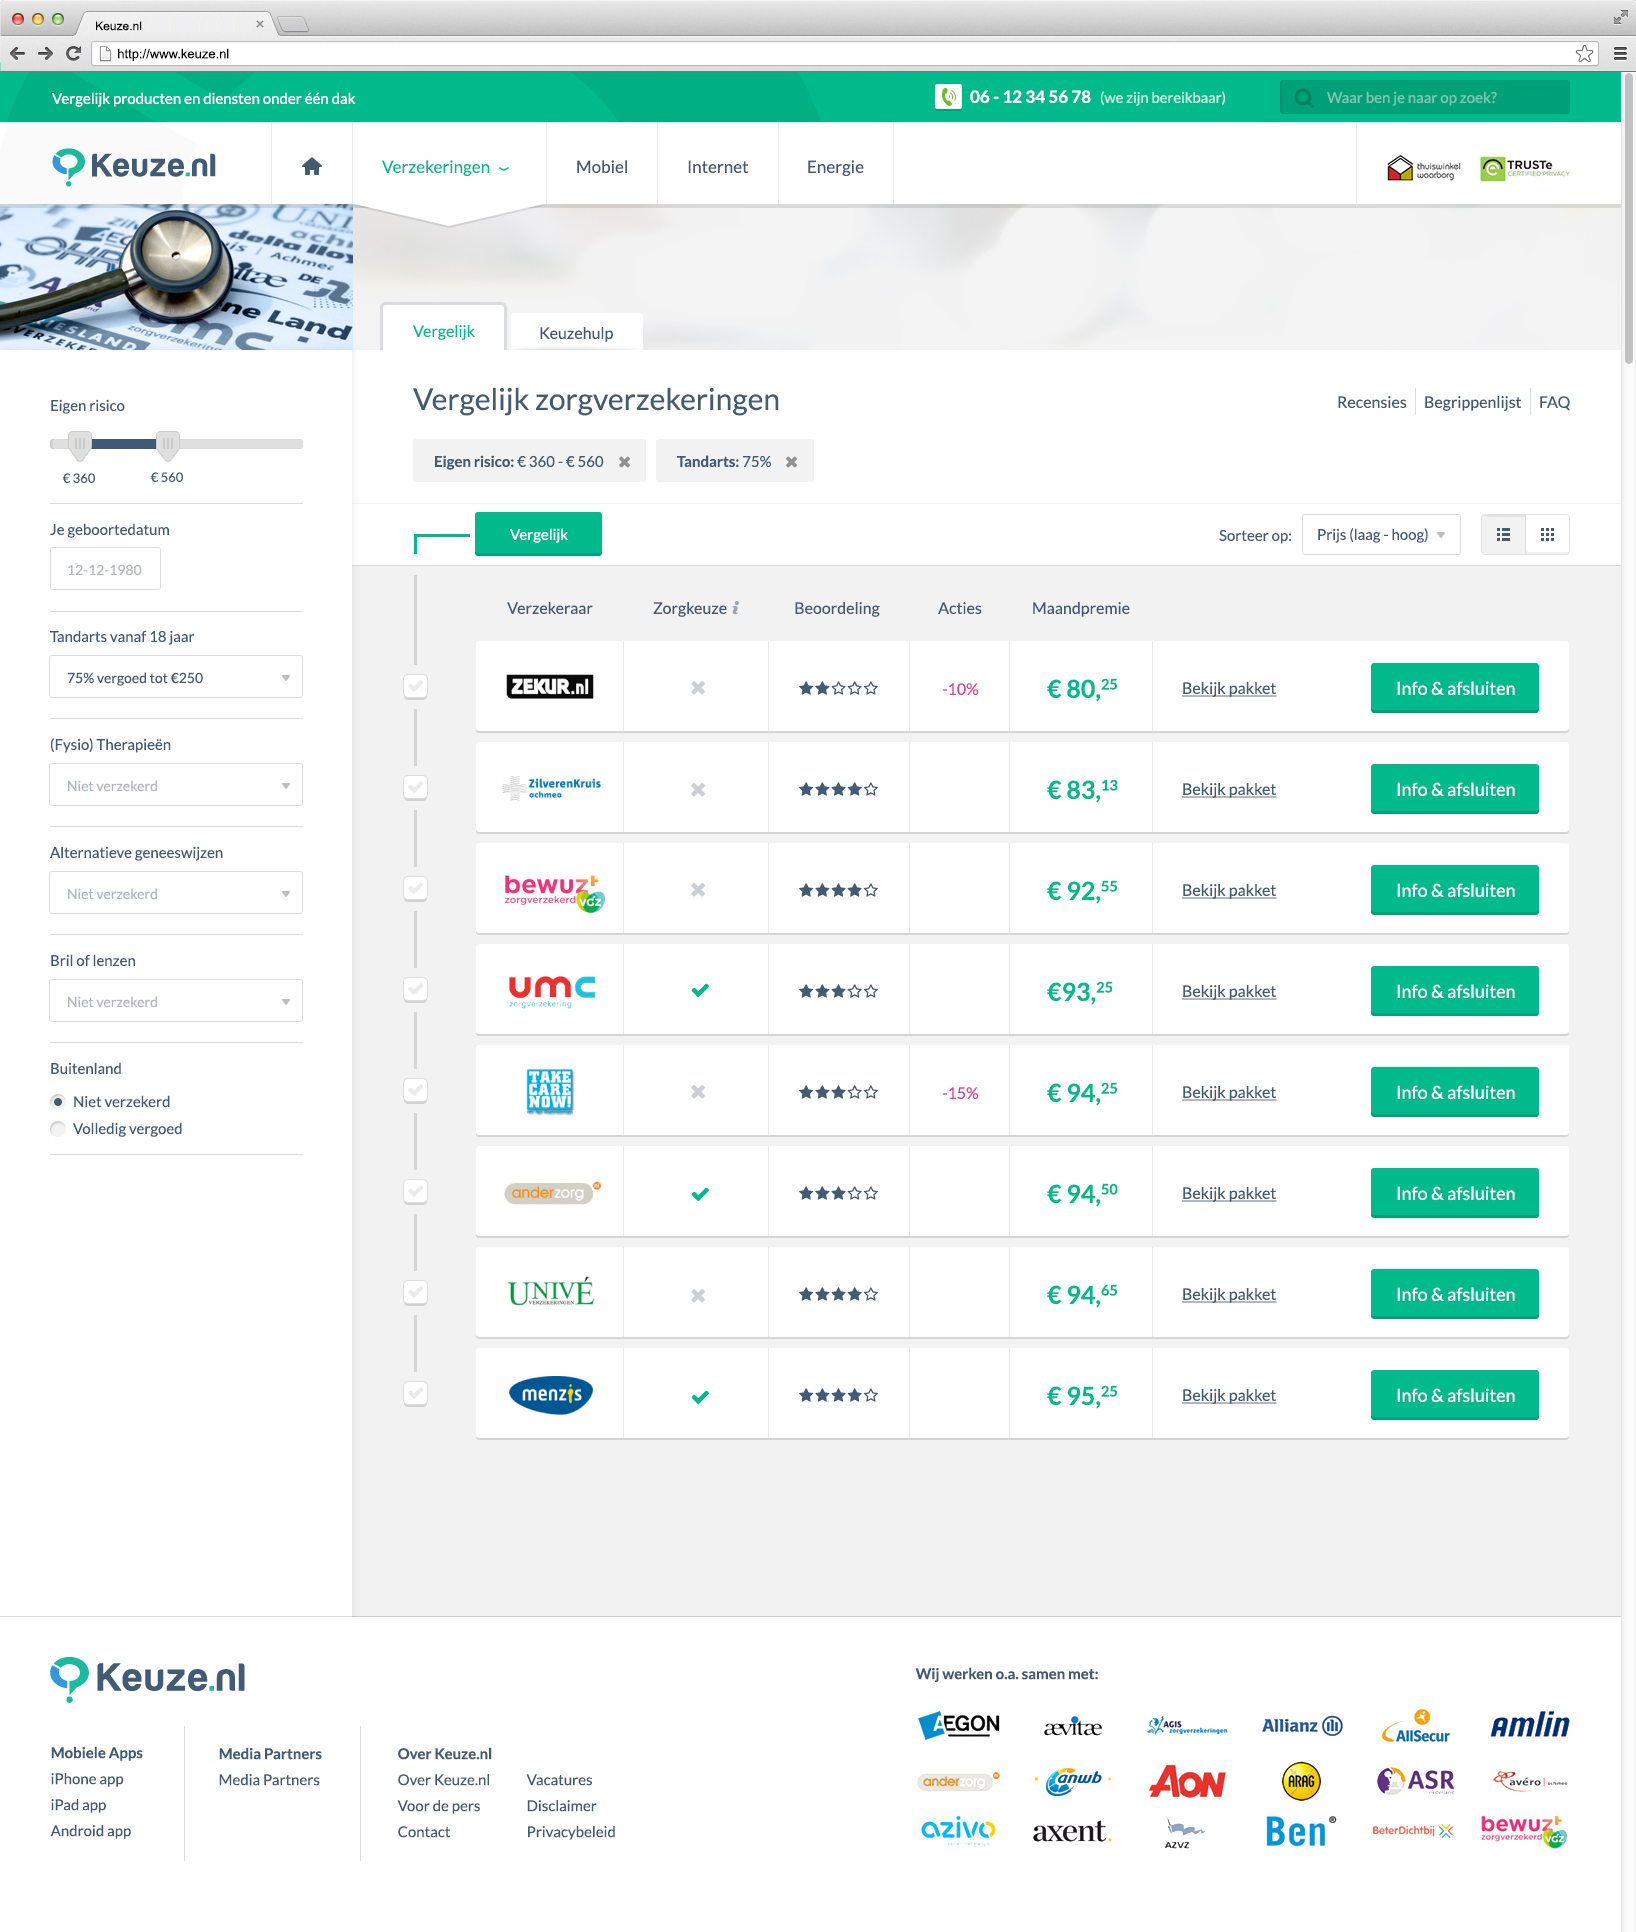 Keuze.nl
http://www.keuze.nl
Vergelijk producten en diensten onder één dak
06 - 12 34 56 78 (we zijn bereikbaar)
Waar ben je naar op zoek?
Keuze.nl
Verzekeringen
Mobiel
Internet
Energie
thuiswinkel
waarborg
TRUSTe
CERTIFIED PRIVACY
delta lloyd
Achmea
DE
ne Land
zorgverzekering
Vergelijk
Keuzehulp
Eigen risico
€ 360
€ 560
Je geboortedatum
12-12-1980
Tandarts vanaf 18 jaar
75% vergoed tot €250
(Fysio) Therapieën
Niet verzekerd
Alternatieve geneeswijzen
Niet verzekerd
Bril of lenzen
Niet verzekerd
Buitenland
Niet verzekerd
Volledig vergoed
Vergelijk zorgverzekeringen
Recensies
Begrippenlijst
FAQ
Eigen risico: € 360 - € 560
Tandarts: 75%
Vergelijk
Sorteer op:
Prijs (laag - hoog)
Verzekeraar Zorgkeuze i Beoordeling Acties Maandpremie
ZEKUR.nl -10% € 80,25 Bekijk pakket Info & afsluiten
ZilverenKruis
achmea
€ 83,13 Bekijk pakket Info & afsluiten
bewuzt
zorgverzekerd vgz
€ 92,55 Bekijk pakket Info & afsluiten
umc
zorgverzekering
€93,25 Bekijk pakket Info & afsluiten
TAKE
CARE
NOW!
-15% € 94,25 Bekijk pakket Info & afsluiten
anderzorg € 94,50 Bekijk pakket Info & afsluiten
UNIVÉ
VERZEKERINGEN
€ 94,65 Bekijk pakket Info & afsluiten
menzis € 95,25 Bekijk pakket Info & afsluiten
Keuze.nl
Mobiele Apps
iPhone app
iPad app
Android app
Media Partners
Media Partners
Over Keuze.nl
Over Keuze.nl
Voor de pers
Contact
Vacatures
Disclaimer
Privacybeleid
Wij werken o.a. samen met:
AEGON
ævitæ
AGIS
zorgverzekeringen
Allianz
AllSecur
amlin
anderzorg
anwb
AON
ARAG
ASR
nederland
avéro achmea
azivo
axent.
AZVZ
Ben®
BeterDichtbij
bewuzt
zorgverzekerd vgz